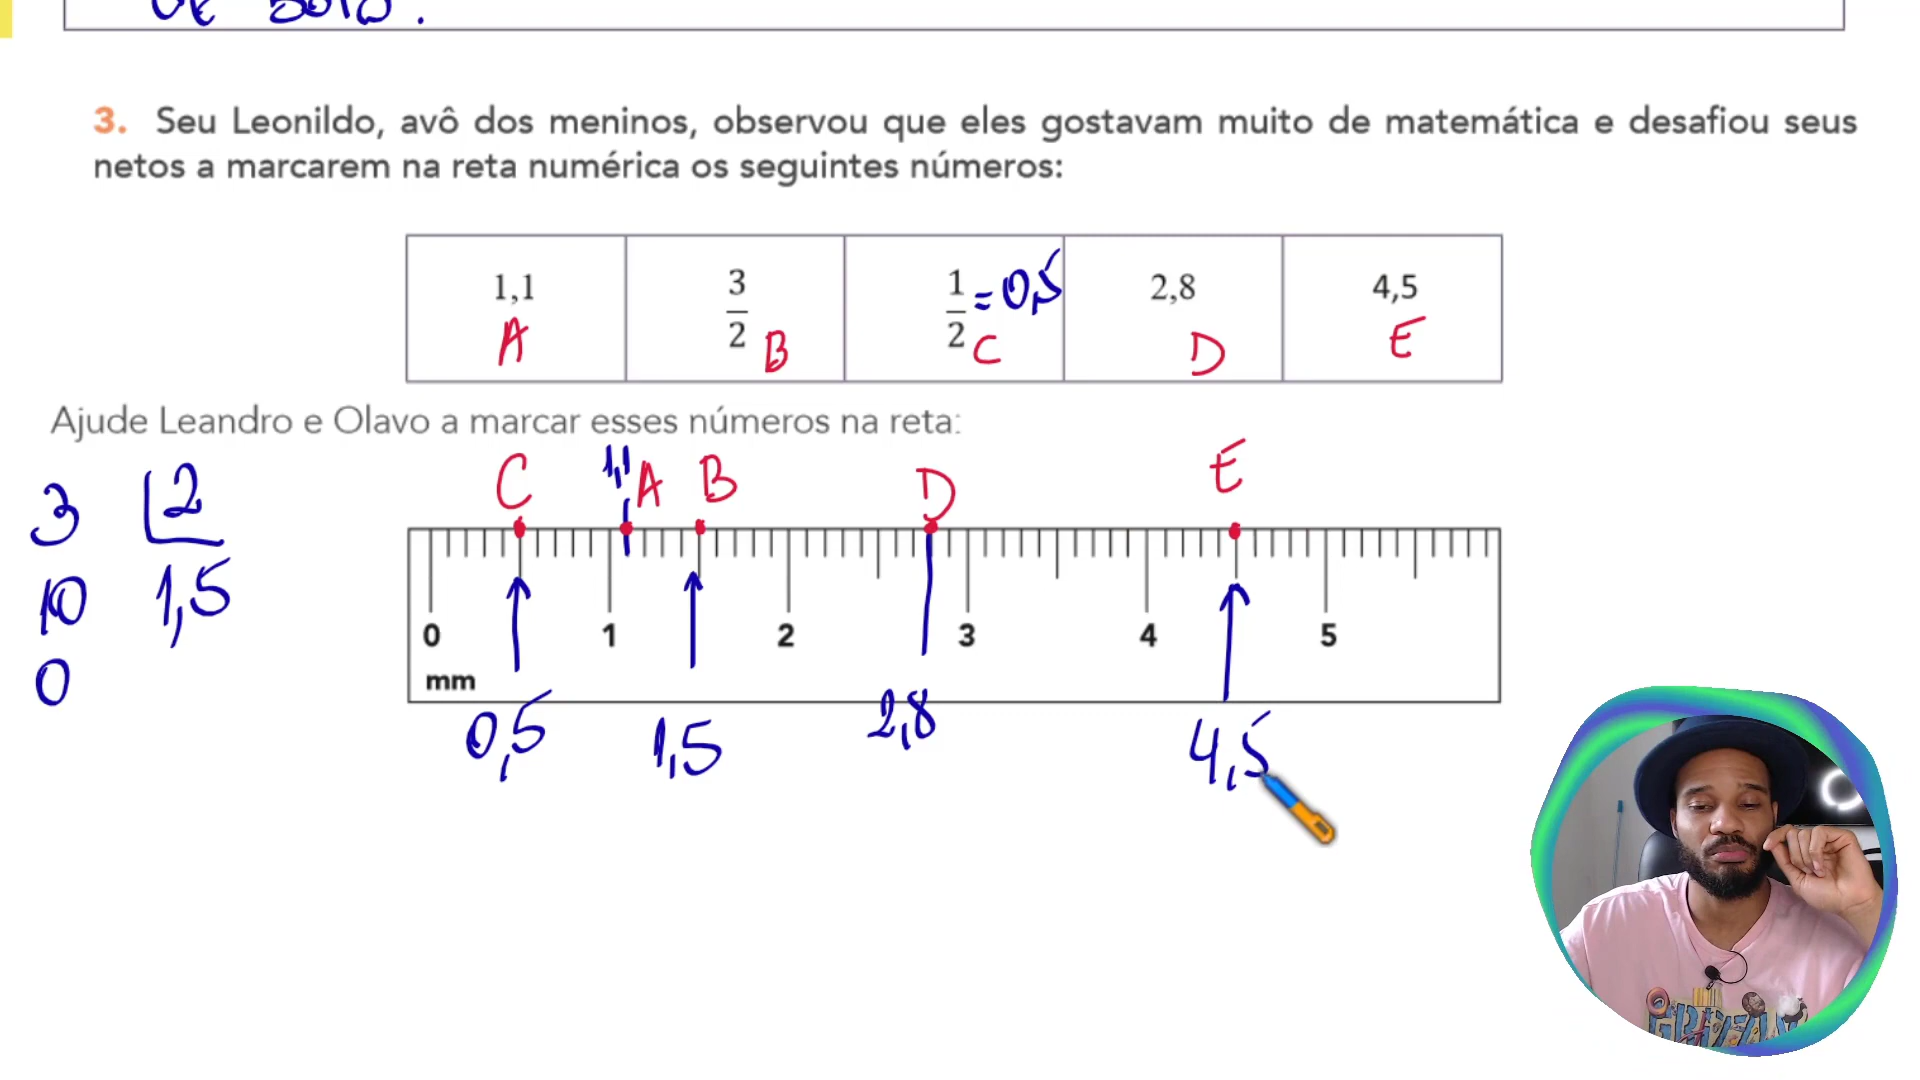 de bolo.
3. Seu Leonildo, avô dos meninos, observou que eles gostavam muito de matemática e desafiou seus
netos a marcarem na reta numérica os seguintes números:
1,1 3/2 1/2 = 0,5 2,8 4,5
A B C D E
Ajude Leandro e Olavo a marcar esses números na reta:
C 1,1 A B D E
3 2
10 1,5
0
0 1 2 3 4 5
mm
0,5 1,5 2,8 4,5